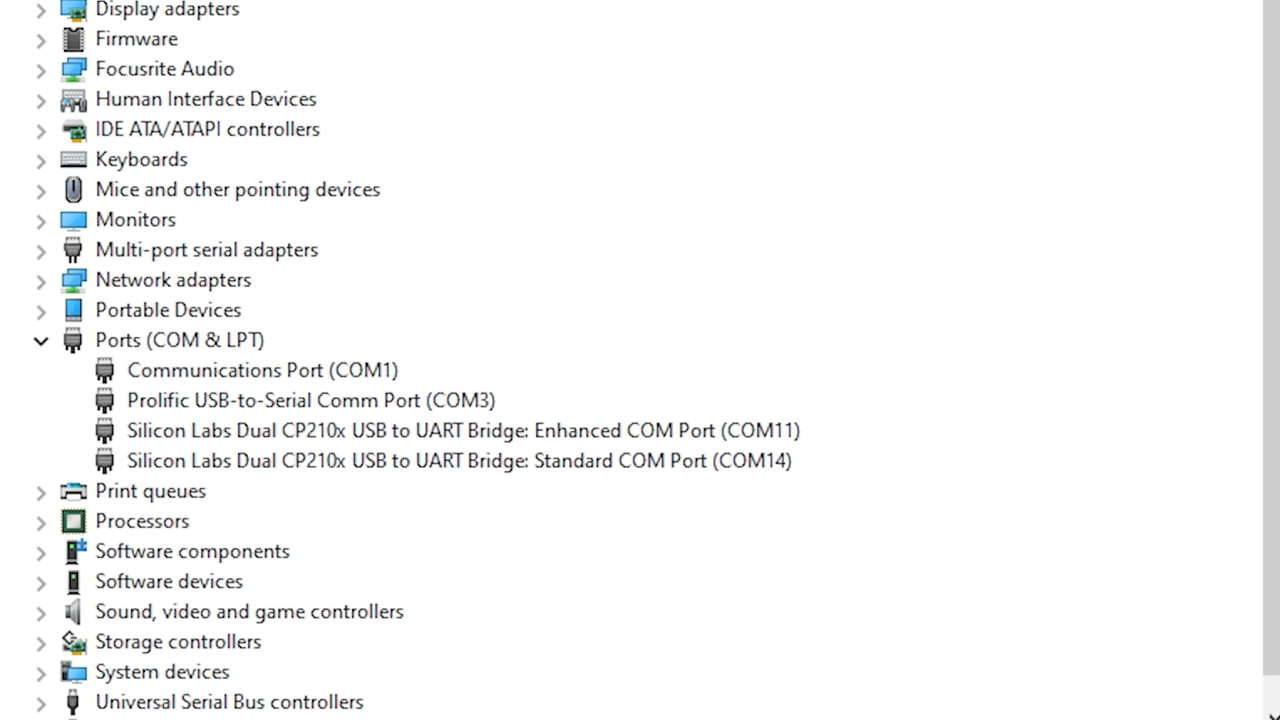 Display adapters
Firmware
Focusrite Audio
Human Interface Devices
IDE ATA/ATAPI controllers
Keyboards
Mice and other pointing devices
Monitors
Multi-port serial adapters
Network adapters
Portable Devices
Ports (COM & LPT)
Communications Port (COM1)
Prolific USB-to-Serial Comm Port (COM3)
Silicon Labs Dual CP210x USB to UART Bridge: Enhanced COM Port (COM11)
Silicon Labs Dual CP210x USB to UART Bridge: Standard COM Port (COM14)
Print queues
Processors
Software components
Software devices
Sound, video and game controllers
Storage controllers
System devices
Universal Serial Bus controllers